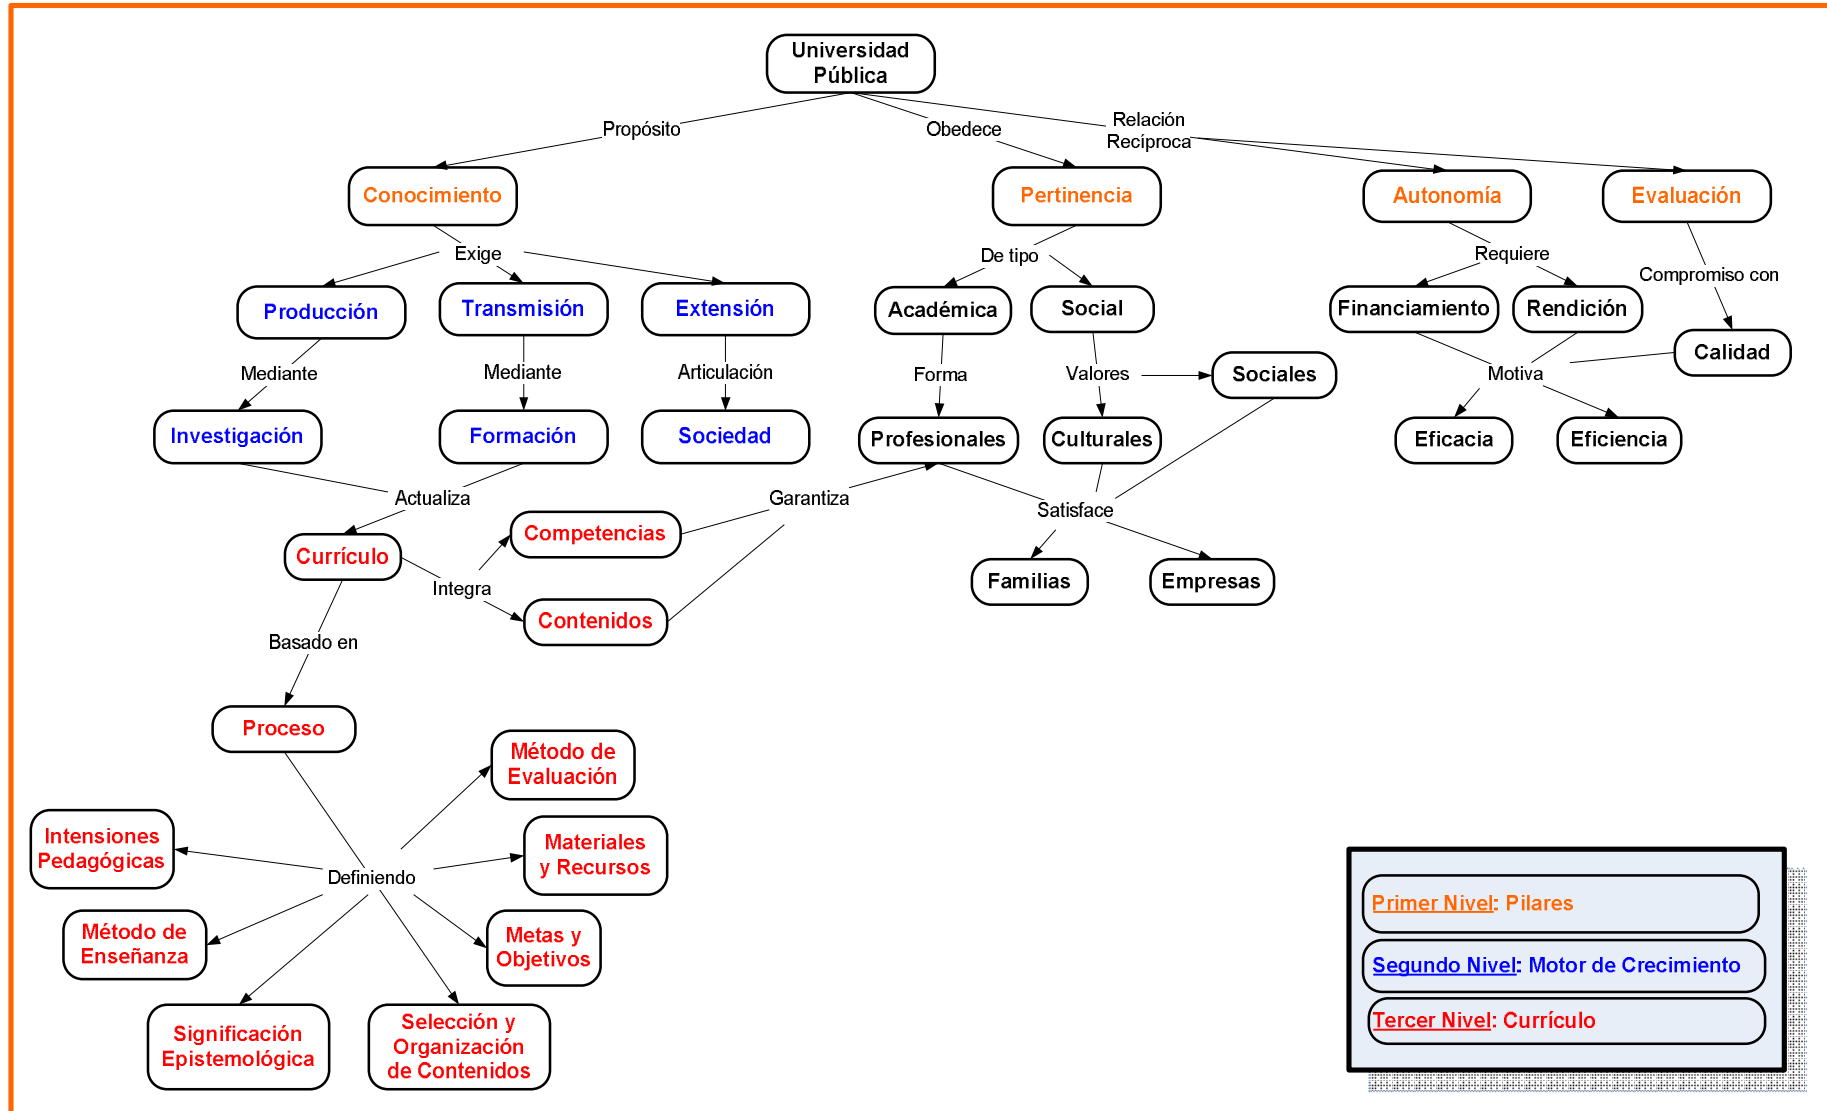 Universidad
Pública
Propósito
Obedece
Relación
Recíproca
Conocimiento
Pertinencia
Autonomía
Evaluación
Exige
De tipo
Requiere
Compromiso con
Producción
Transmisión
Extensión
Académica
Social
Financiamiento
Rendición
Calidad
Mediante
Mediante
Articulación
Forma
Valores
Sociales
Motiva
Investigación
Formación
Sociedad
Profesionales
Culturales
Eficacia
Eficiencia
Actualiza
Garantiza
Satisface
Currículo
Competencias
Integra
Contenidos
Familias
Empresas
Basado en
Proceso
Método de
Evaluación
Intensiones
Pedagógicas
Materiales
y Recursos
Definiendo
Método de
Enseñanza
Metas y
Objetivos
Significación
Epistemológica
Selección y
Organización
de Contenidos
Primer Nivel: Pilares
Segundo Nivel: Motor de Crecimiento
Tercer Nivel: Currículo